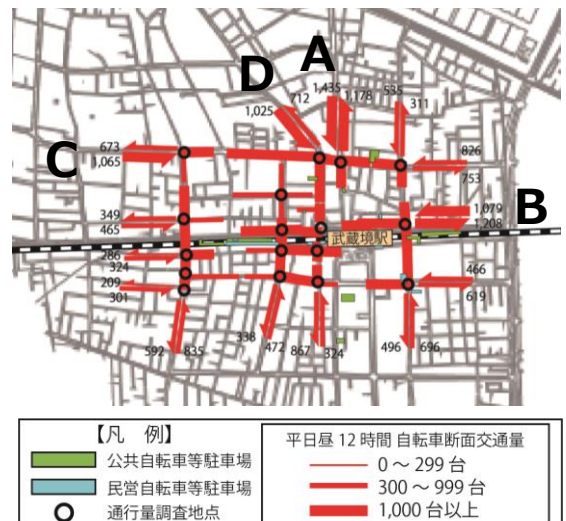 A
D
1,435
1,178
535
311
712
1,025
C
673
1,065
826
753
B
1,079
1,208
349
465
武蔵境駅
286
324
209
301
466
619
592
835
338
472
867
324
496
696
【凡 例】
公共自転車等駐車場
民営自転車等駐車場
通行量調査地点
平日昼 12 時間 自転車断面交通量
0 ～ 299 台
300 ～ 999 台
1,000 台以上